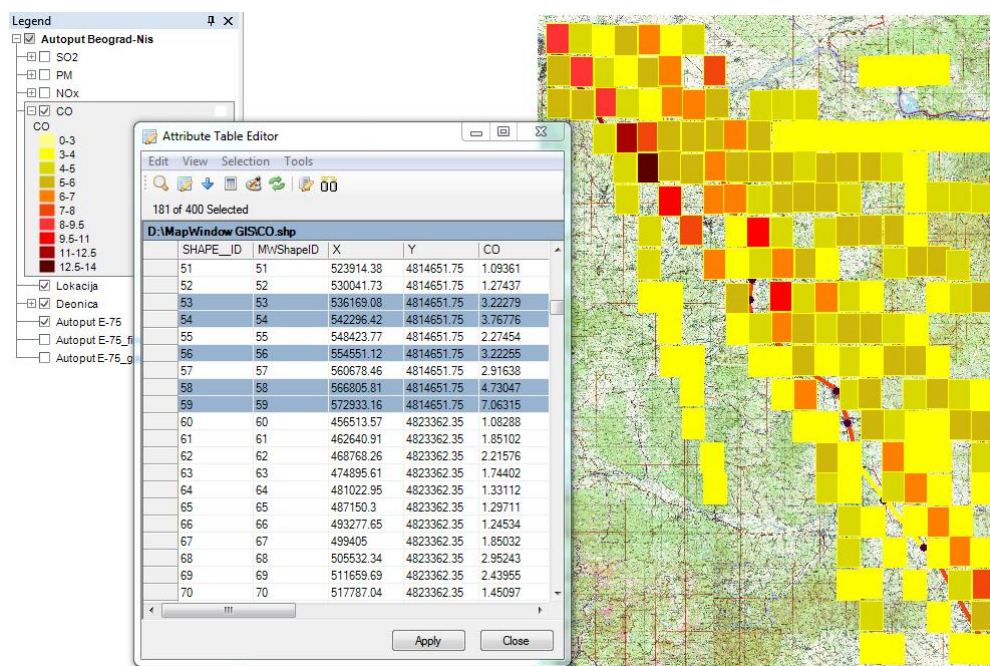 Legend
Autoput Beograd-Nis
SO2
PM
NOx
CO
CO
0-3
3-4
4-5
5-6
6-7
7-8
8-9.5
9.5-11
11-12.5
12.5-14
Lokacija
Deonica
Autoput E-75
Autoput E-75_fi
Autoput E-75_g
Attribute Table Editor
Edit View Selection Tools
181 of 400 Selected
D:\MapWindow GIS\CO.shp
SHAPE__ID MWShapeID X Y CO
51 51 523914.38 4814651.75 1.09361
52 52 530041.73 4814651.75 1.27437
53 53 536169.08 4814651.75 3.22279
54 54 542296.42 4814651.75 3.76776
55 55 548423.77 4814651.75 2.27454
56 56 554551.12 4814651.75 3.22255
57 57 560678.46 4814651.75 2.91638
58 58 566805.81 4814651.75 4.73047
59 59 572933.16 4814651.75 7.06315
60 60 456513.57 4823362.35 1.08288
61 61 462640.91 4823362.35 1.85102
62 62 468768.26 4823362.35 2.21576
63 63 474895.61 4823362.35 1.74402
64 64 481022.95 4823362.35 1.33112
65 65 487150.3 4823362.35 1.29711
66 66 493277.65 4823362.35 1.24534
67 67 499405 4823362.35 1.85032
68 68 505532.34 4823362.35 2.95243
69 69 511659.69 4823362.35 2.43955
70 70 517787.04 4823362.35 1.45097
Apply Close